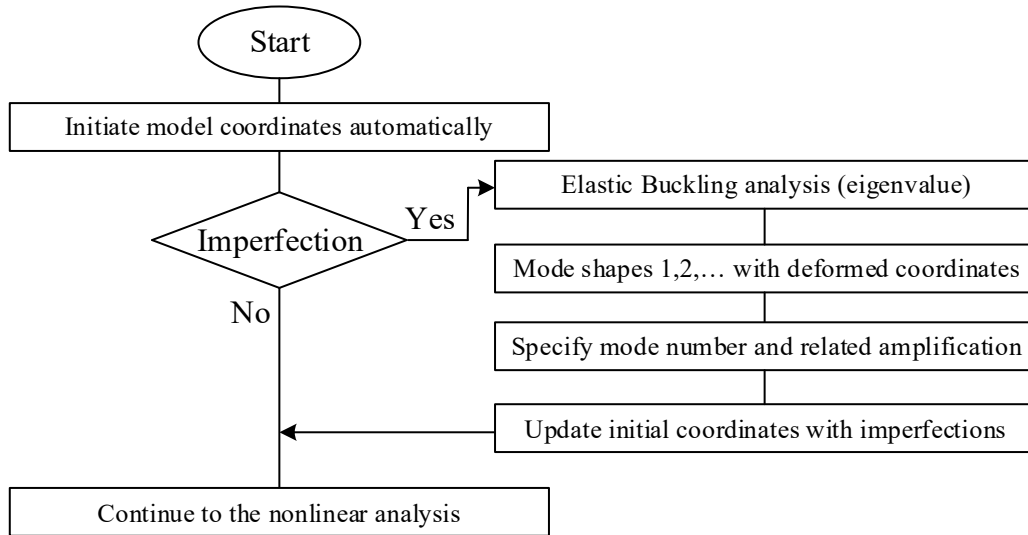 Start
Initiate model coordinates automatically
Imperfection
Yes
No
Elastic Buckling analysis (eigenvalue)
Mode shapes 1,2,… with deformed coordinates
Specify mode number and related amplification
Update initial coordinates with imperfections
Continue to the nonlinear analysis